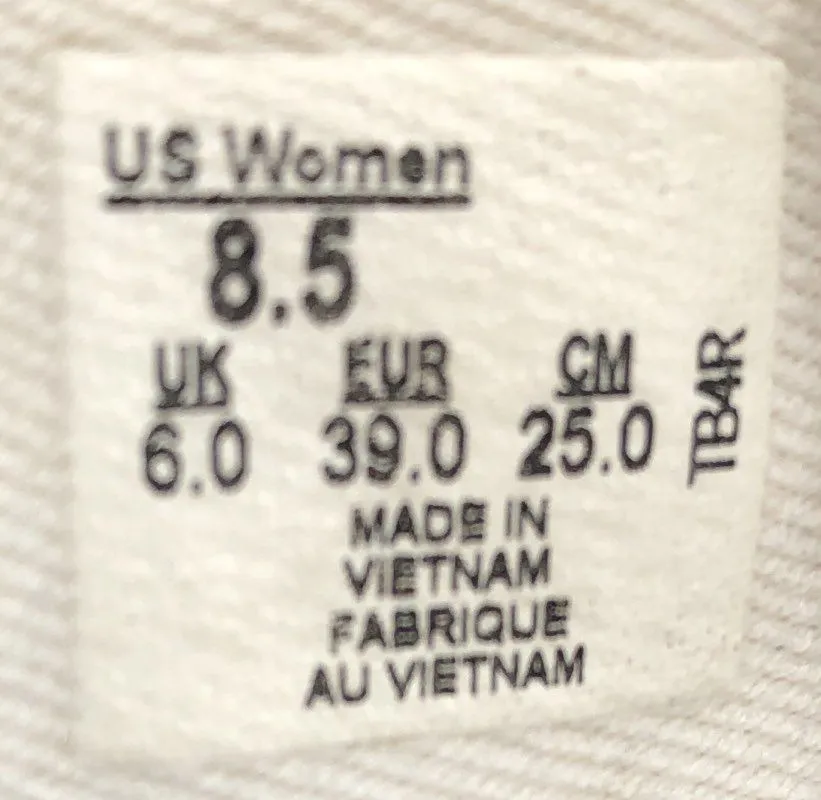 US Women
8.5
UK EUR CM
6.0 39.0 25.0
TB4R
MADE IN
VIETNAM
FABRIQUE
AU VIETNAM